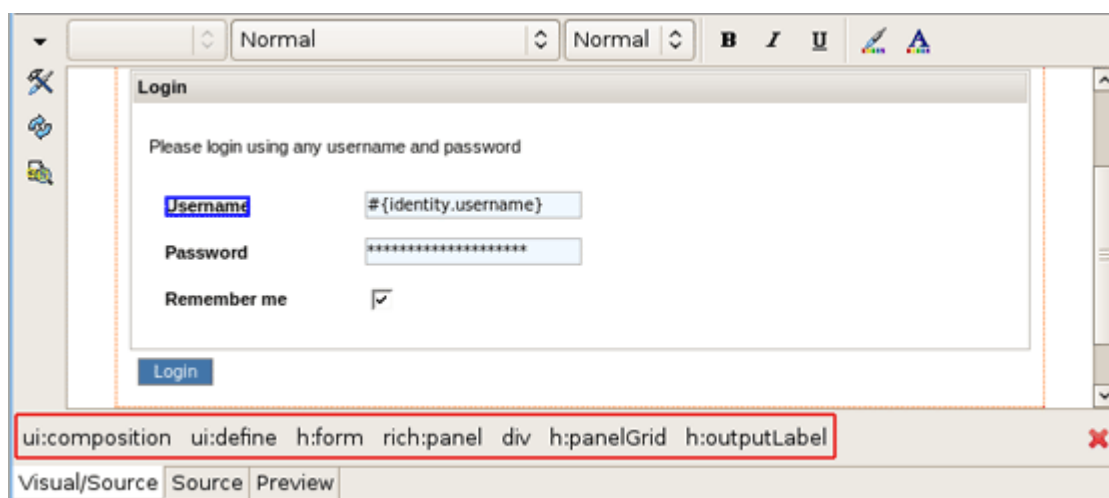 Normal Normal B I U A
Login
Please login using any username and password
Username #{identity.username}
Password ********************
Remember me
Login
ui:composition ui:define h:form rich:panel div h:panelGrid h:outputLabel
Visual/Source Source Preview